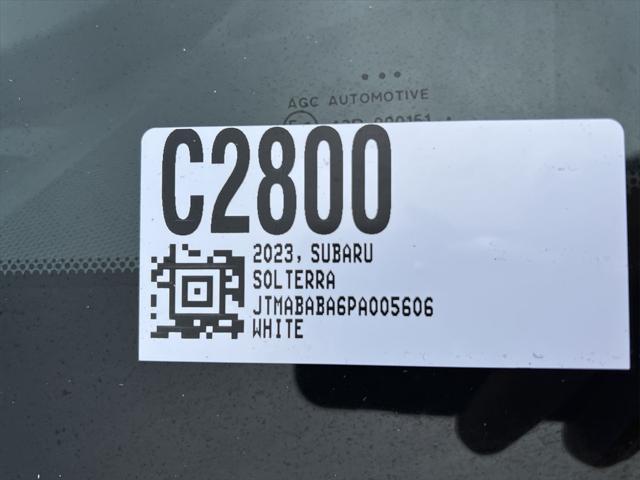 AGC AUTOMOTIVE
C2800
2023, SUBARU
SOLTERRA
JTMABABA6PA005606
WHITE